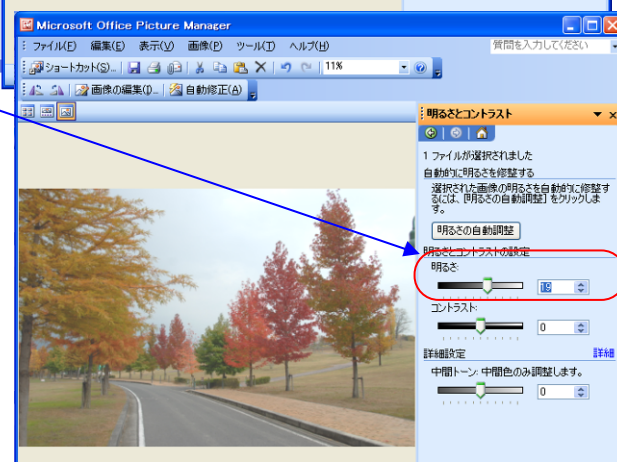 Microsoft Office Picture Manager
ファイル(F) 編集(E) 表示(V) 画像(P) ツール(T) ヘルプ(H) 質問を入力してください
ショートカット(S)... 11%
画像の編集(I)... 自動修正(A)
明るさとコントラスト
1 ファイルが選択されました
自動的に明るさを修整する
選択された画像の明るさを自動的に修整す
るには、[明るさの自動調整] をクリックしま
す。
明るさの自動調整
明るさとコントラストの設定
明るさ:
19
コントラスト:
0
詳細設定 詳細
中間トーン: 中間色のみ調整します。
0